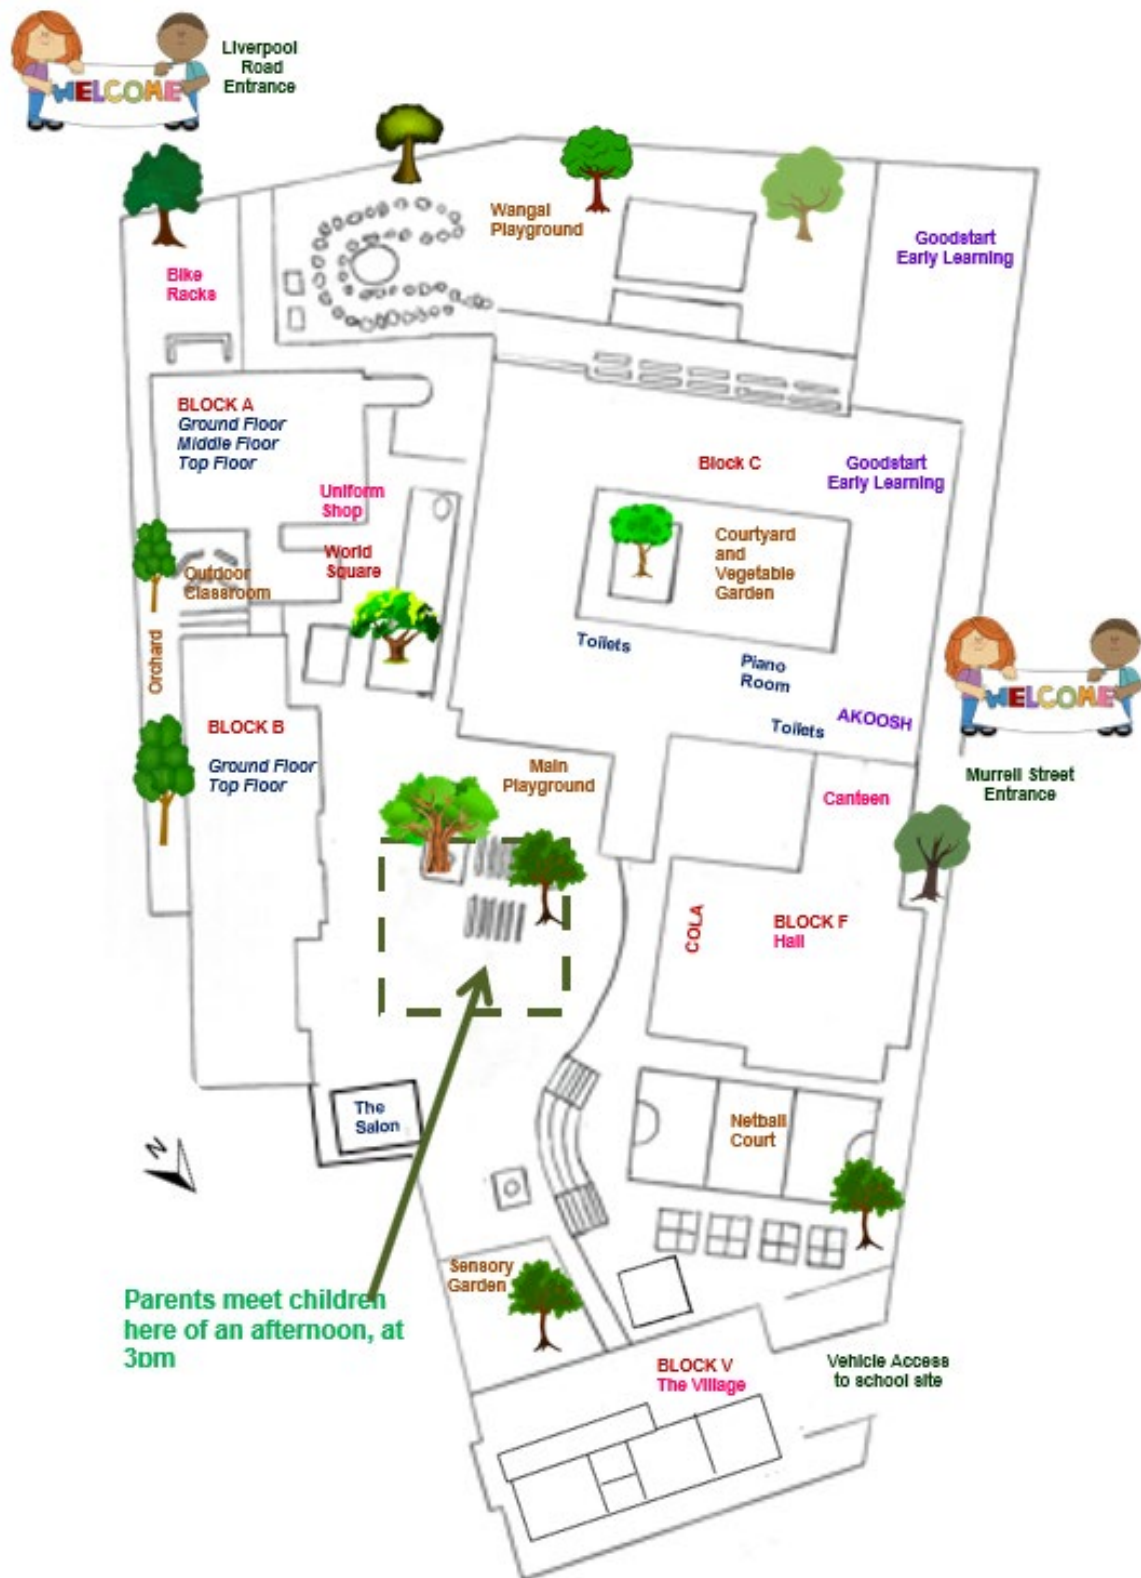 WELCOME
Liverpool
Road
Entrance
Wangal
Playground
Goodstart
Early Learning
Bike
Racks
BLOCK A
Ground Floor
Middle Floor
Top Floor
Block C
Goodstart
Early Learning
Uniform
Shop
World
Square
Courtyard
and
Vegetable
Garden
Outdoor
Classroom
Orchard
Toilets
Piano
Room
WELCOME
AKOOSH
Toilets
BLOCK B
Ground Floor
Top Floor
Main
Playground
Murrell Street
Entrance
Canteen
COLA
BLOCK F
Hall
The
Salon
Netball
Court
N
Sensory
Garden
Parents meet children
here of an afternoon, at
3pm
BLOCK V
The Village
Vehicle Access
to school site